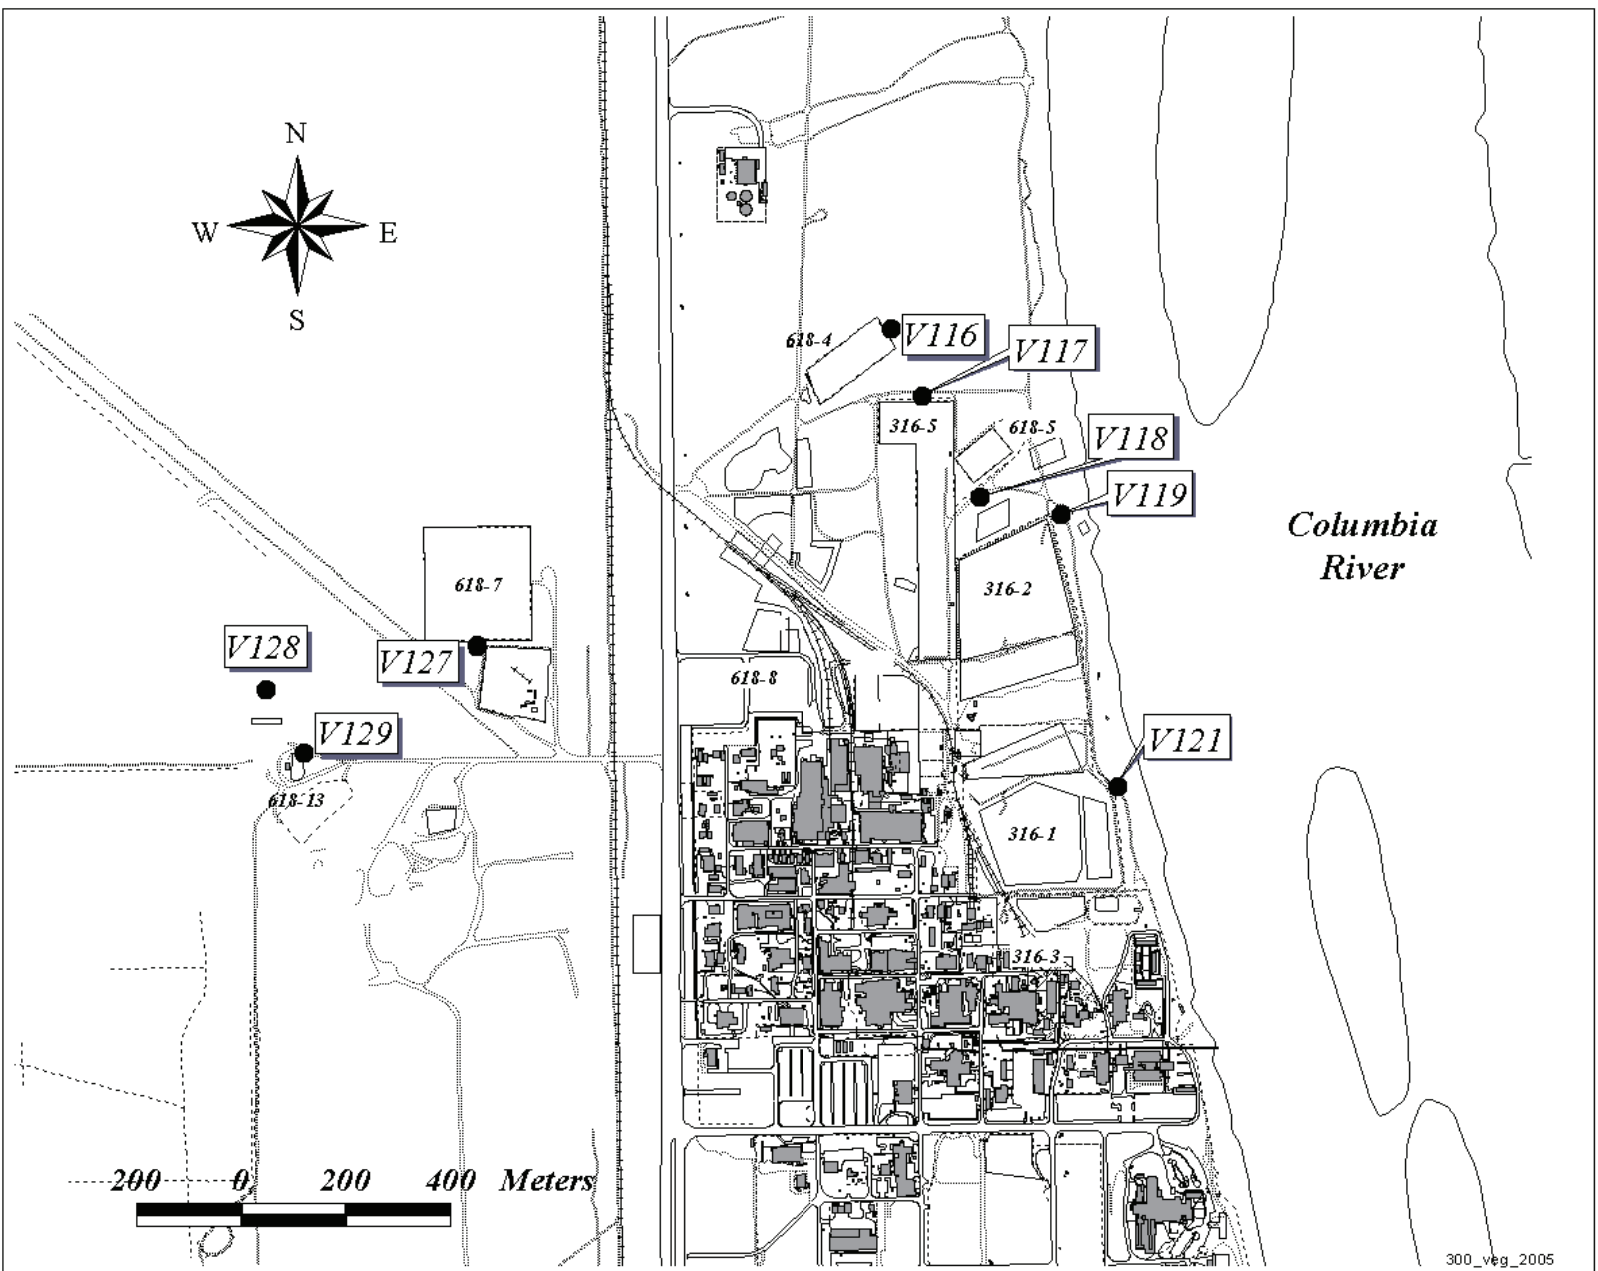 N
W
E
S
618-4
V116
V117
316-5
618-5
V118
V119
Columbia
River
618-7
316-2
V128
V127
618-8
V129
V121
618-13
316-1
316-3
200 0 200 400 Meters
300_veg_2005